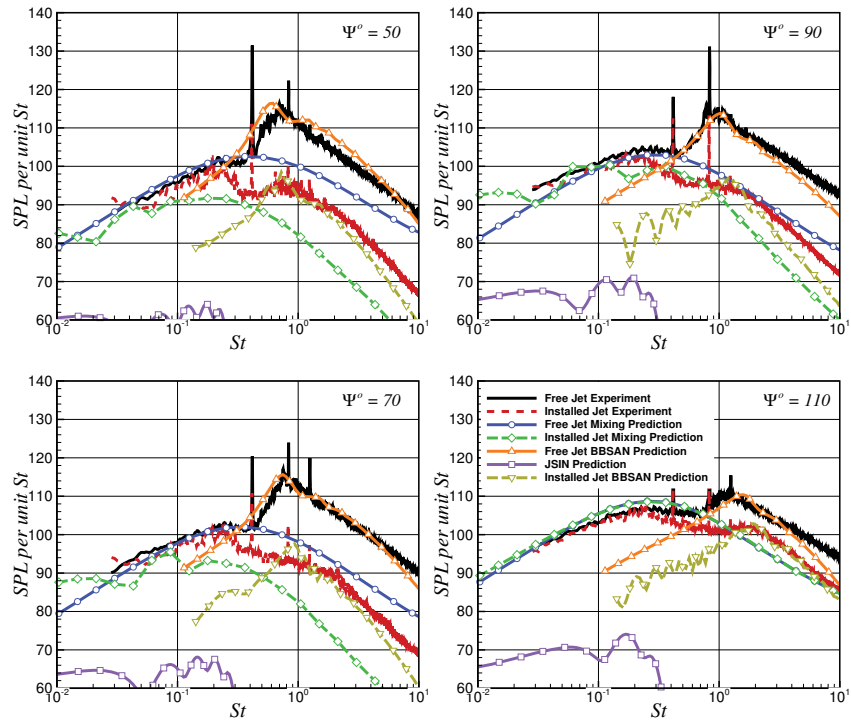 Ψ° = 50
SPL per unit St
140
130
120
110
100
90
80
70
60
10⁻² 10⁻¹ 10⁰ 10¹
St
Ψ° = 90
SPL per unit St
140
130
120
110
100
90
80
70
60
10⁻² 10⁻¹ 10⁰ 10¹
St
Ψ° = 70
SPL per unit St
140
130
120
110
100
90
80
70
60
10⁻² 10⁻¹ 10⁰ 10¹
St
Ψ° = 110
Free Jet Experiment
Installed Jet Experiment
Free Jet Mixing Prediction
Installed Jet Mixing Prediction
Free Jet BBSAN Prediction
JSIN Prediction
Installed Jet BBSAN Prediction
SPL per unit St
140
130
120
110
100
90
80
70
60
10⁻² 10⁻¹ 10⁰ 10¹
St